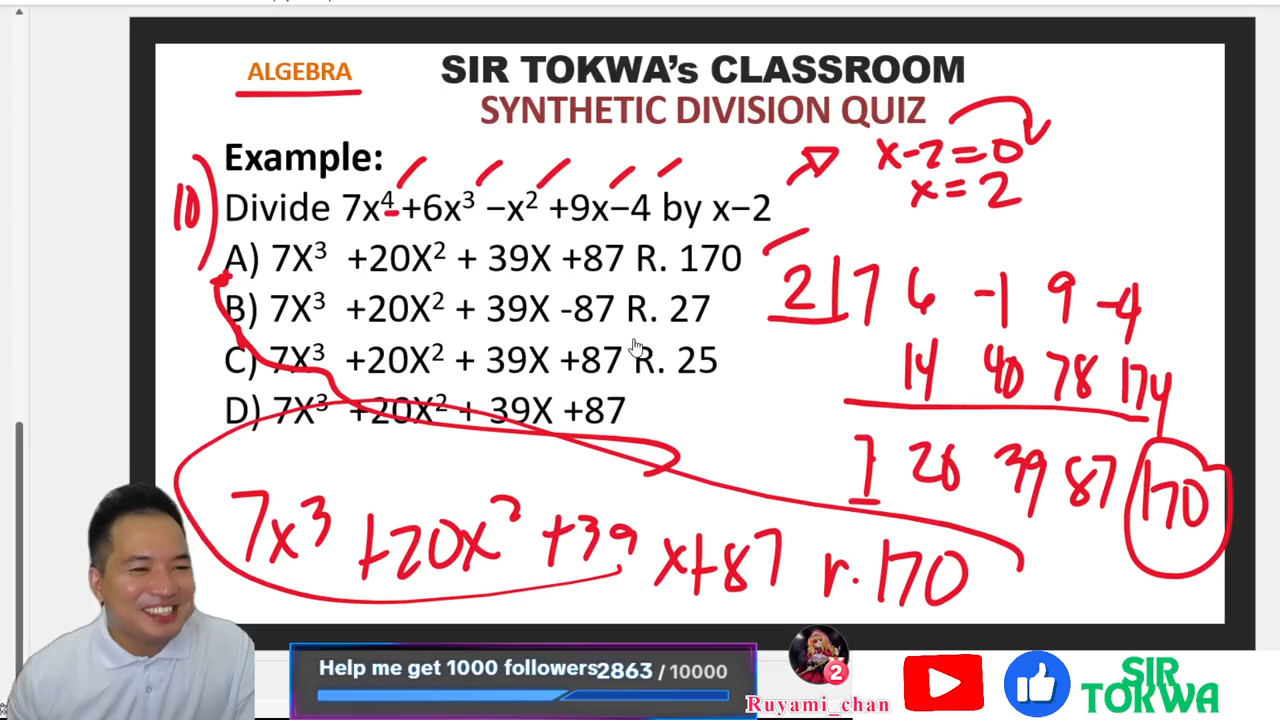 ALGEBRA
SIR TOKWA's CLASSROOM
SYNTHETIC DIVISION QUIZ
Example:
x-2=0
x=2
10)
Divide 7x⁴ +6x³ −x² +9x−4 by x−2
A) 7X³ +20X² + 39X +87 R. 170
B) 7X³ +20X² + 39X -87 R. 27
C) 7X³ +20X² + 39X +87 R. 25
D) 7X³ +20X² + 39X +87
2| 7 6 -1 9 -4
14 40 78 174
7 20 39 87 170
7x³ +20x² +39x+87 r. 170
Help me get 1000 followers 2863 / 10000
2
Ruyami_chan
SIR
TOKWA